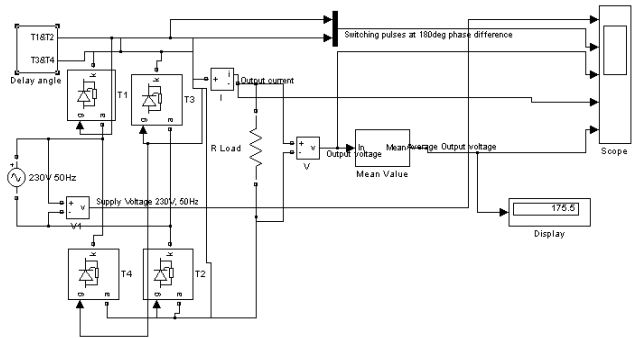 T1&T2
T3&T4
Delay angle
Switching pulses at 180deg phase difference
Scope
k
g
a
T1
k
g
a
T3
+
-
i
I
Output current
R Load
+
-
v
V
Output voltage
In
Mean
Mean Value
Average Output voltage
+
230V 50Hz
+
-
v
V1
Supply Voltage 230V, 50Hz
175.5
Display
k
g
a
T4
k
g
a
T2